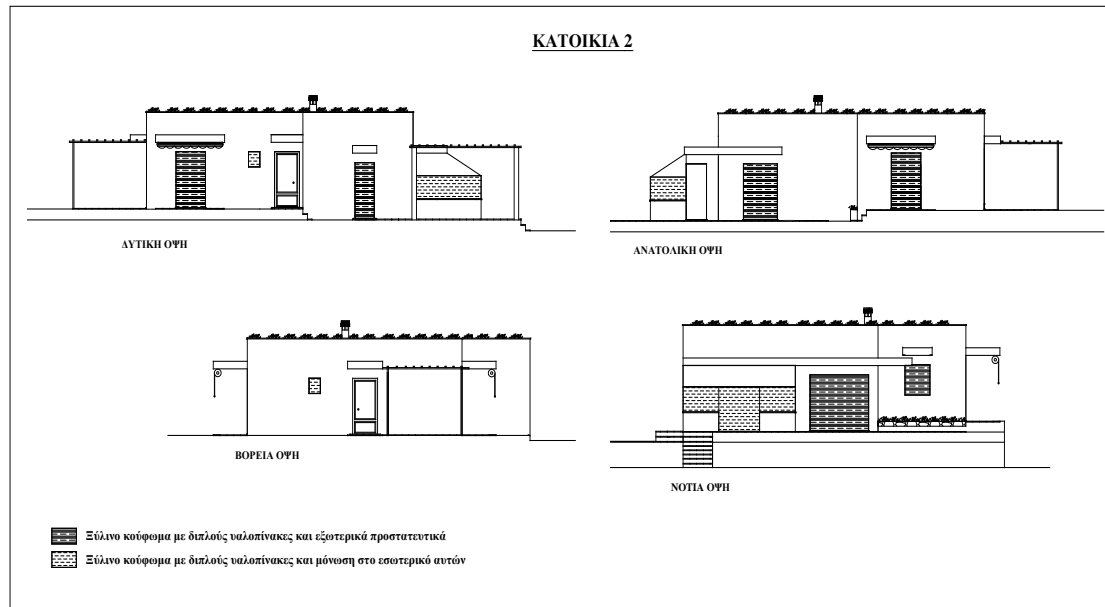 ΚΑΤΟΙΚΙΑ 2
ΔΥΤΙΚΗ ΟΨΗ
ΑΝΑΤΟΛΙΚΗ ΟΨΗ
ΒΟΡΕΙΑ ΟΨΗ
ΝΟΤΙΑ ΟΨΗ
Ξύλινο κούφωμα με διπλούς υαλοπίνακες και εξωτερικά προστατευτικά
Ξύλινο κούφωμα με διπλούς υαλοπίνακες και μόνωση στο εσωτερικό αυτών